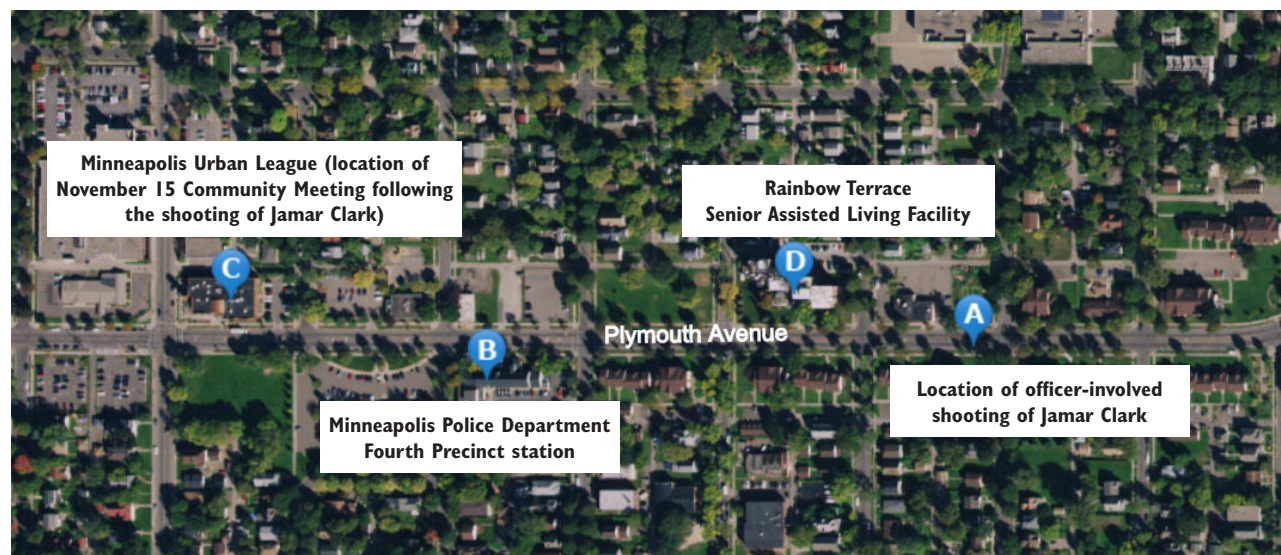 Minneapolis Urban League (location of
November 15 Community Meeting following
the shooting of Jamar Clark)
Rainbow Terrace
Senior Assisted Living Facility
C
D
A
Plymouth Avenue
B
Location of officer-involved
shooting of Jamar Clark
Minneapolis Police Department
Fourth Precinct station